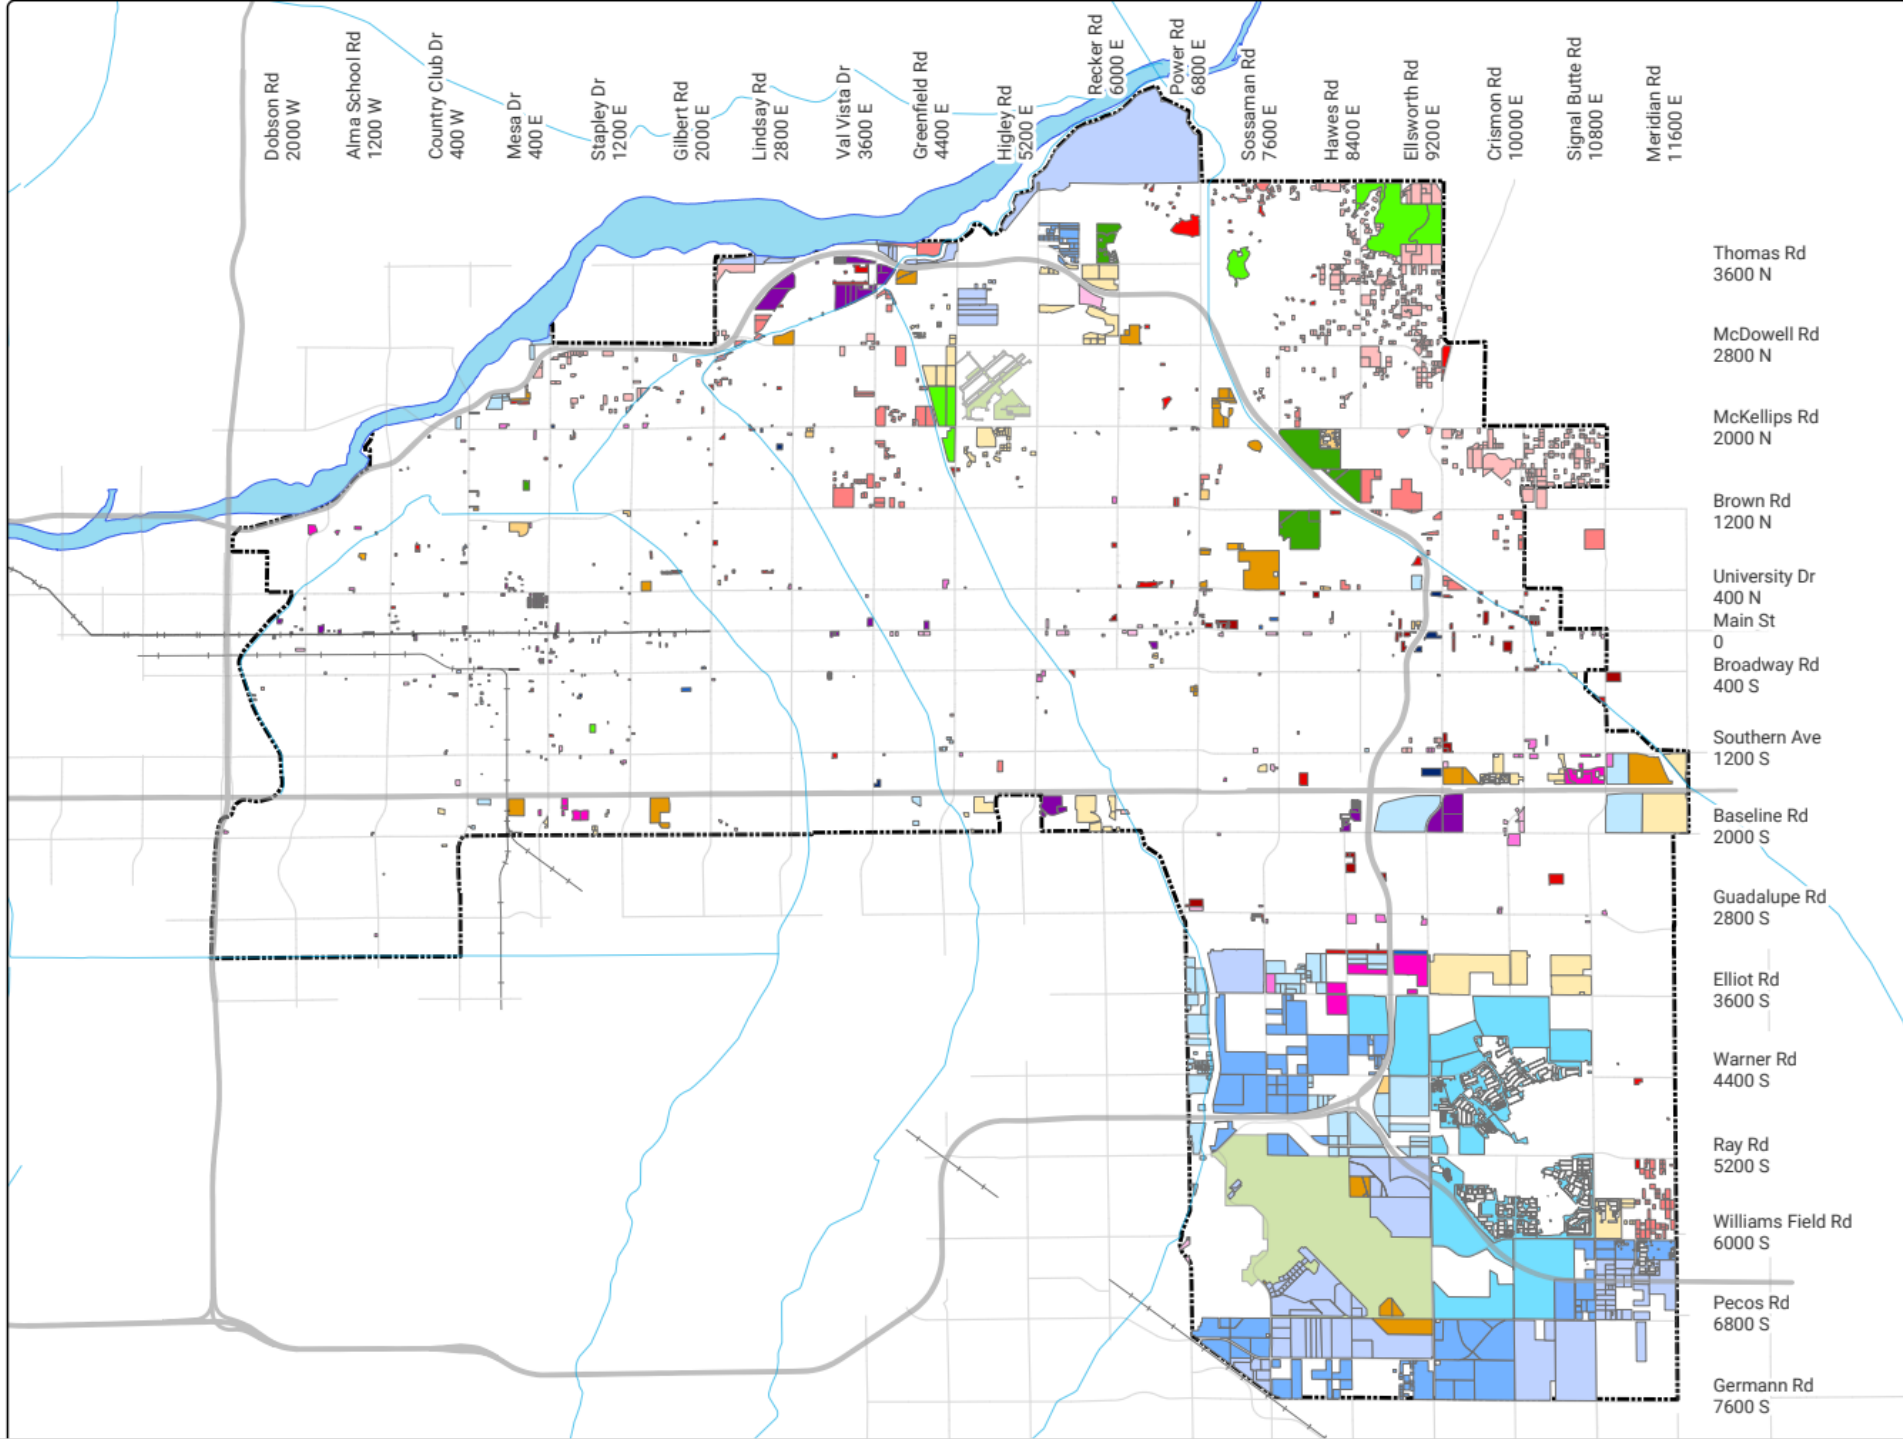 Dobson Rd
2000 W
Alma School Rd
1200 W
Country Club Dr
400 W
Mesa Dr
400 E
Stapley Dr
1200 E
Gilbert Rd
2000 E
Lindsay Rd
2800 E
Val Vista Dr
3600 E
Greenfield Rd
4400 E
Higley Rd
5200 E
Recker Rd
6000 E
Power Rd
6800 E
Sossaman Rd
7600 E
Hawes Rd
8400 E
Ellsworth Rd
9200 E
Crismon Rd
10000 E
Signal Butte Rd
10800 E
Meridian Rd
11600 E
Thomas Rd
3600 N
McDowell Rd
2800 N
McKellips Rd
2000 N
Brown Rd
1200 N
University Dr
400 N
Main St
0
Broadway Rd
400 S
Southern Ave
1200 S
Baseline Rd
2000 S
Guadalupe Rd
2800 S
Elliot Rd
3600 S
Warner Rd
4400 S
Ray Rd
5200 S
Williams Field Rd
6000 S
Pecos Rd
6800 S
Germann Rd
7600 S